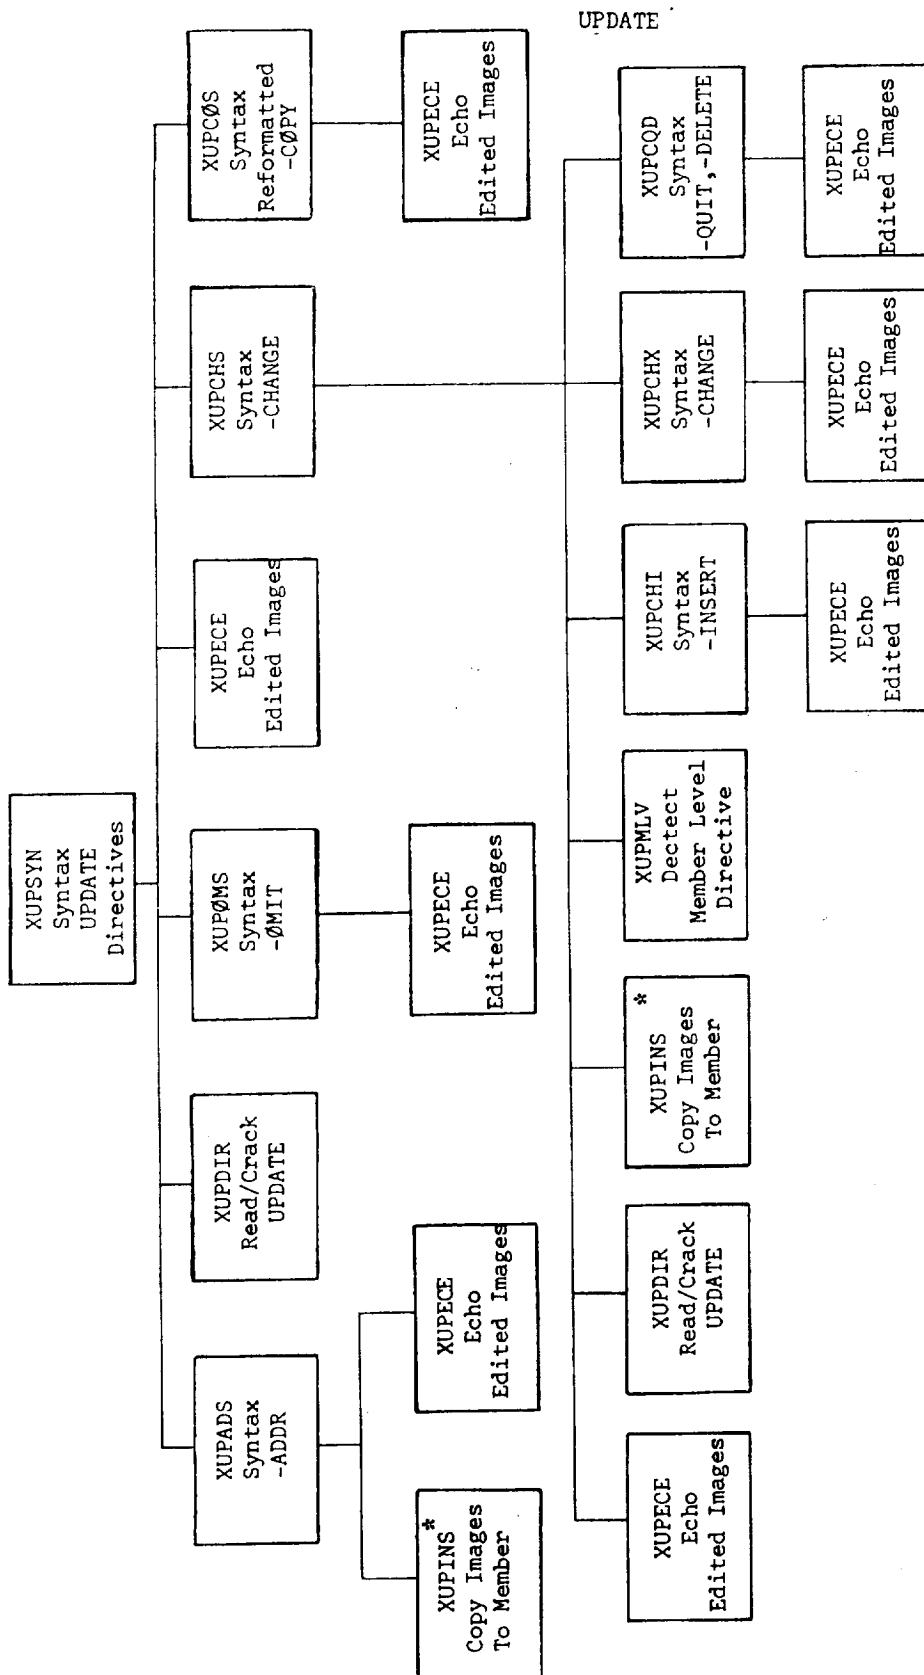 UPDATE
XUPSYN
Syntax
UPDATE
Directives
XUPADS
Syntax
-ADDR
XUPDIR
Read/Crack
UPDATE
XUPØMS
Syntax
-ØMIT
XUPECE
Echo
Edited Images
XUPCHS
Syntax
-CHANGE
XUPCØS
Syntax
Reformatted
-CØPY
XUPINS*
Copy Images
To Member
XUPECE
Echo
Edited Images
XUPECE
Echo
Edited Images
XUPECE
Echo
Edited Images
XUPECE
Echo
Edited Images
XUPDIR
Read/Crack
UPDATE
XUPINS*
Copy Images
To Member
XUPMLV
Dectect
Member Level
Directive
XUPCHI
Syntax
-INSERT
XUPCHX
Syntax
-CHANGE
XUPCQD
Syntax
-QUIT,-DELETE
XUPECE
Echo
Edited Images
XUPECE
Echo
Edited Images
XUPECE
Echo
Edited Images